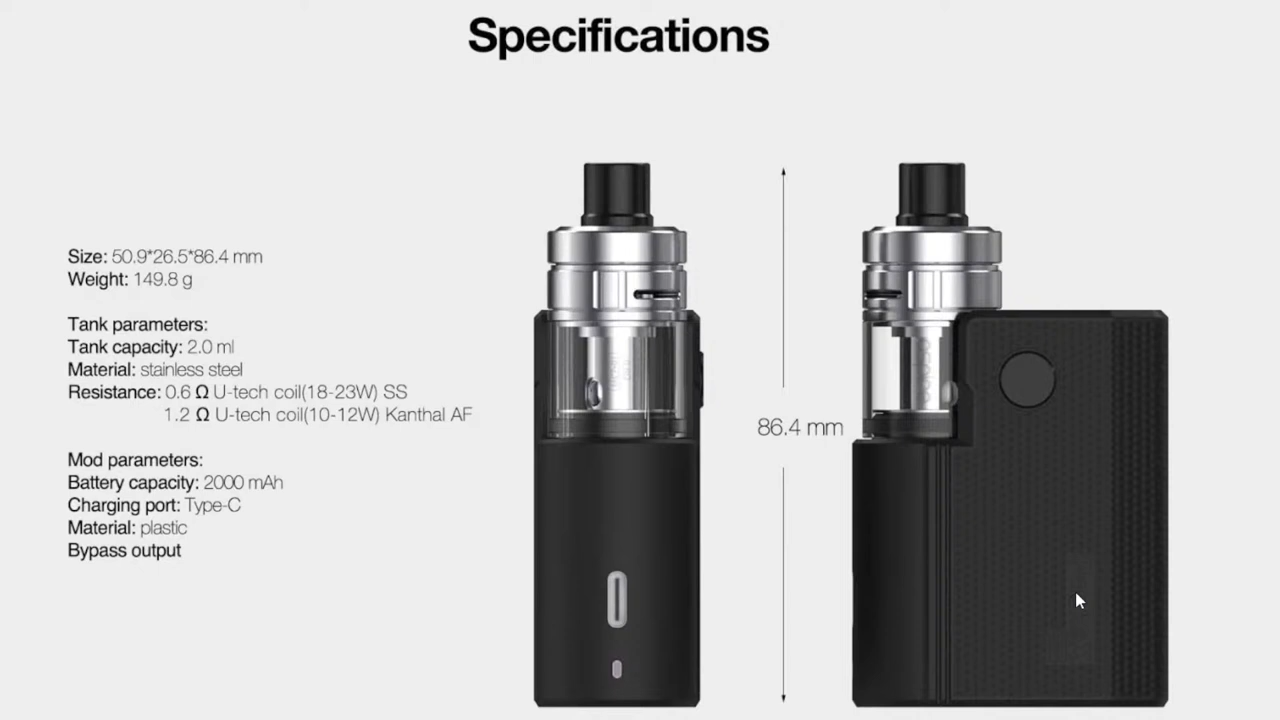 Specifications
Size: 50.9*26.5*86.4 mm
Weight: 149.8 g
Tank parameters:
Tank capacity: 2.0 ml
Material: stainless steel
Resistance: 0.6 Ω U-tech coil(18-23W) SS
1.2 Ω U-tech coil(10-12W) Kanthal AF
Mod parameters:
Battery capacity: 2000 mAh
Charging port: Type-C
Material: plastic
Bypass output
86.4 mm